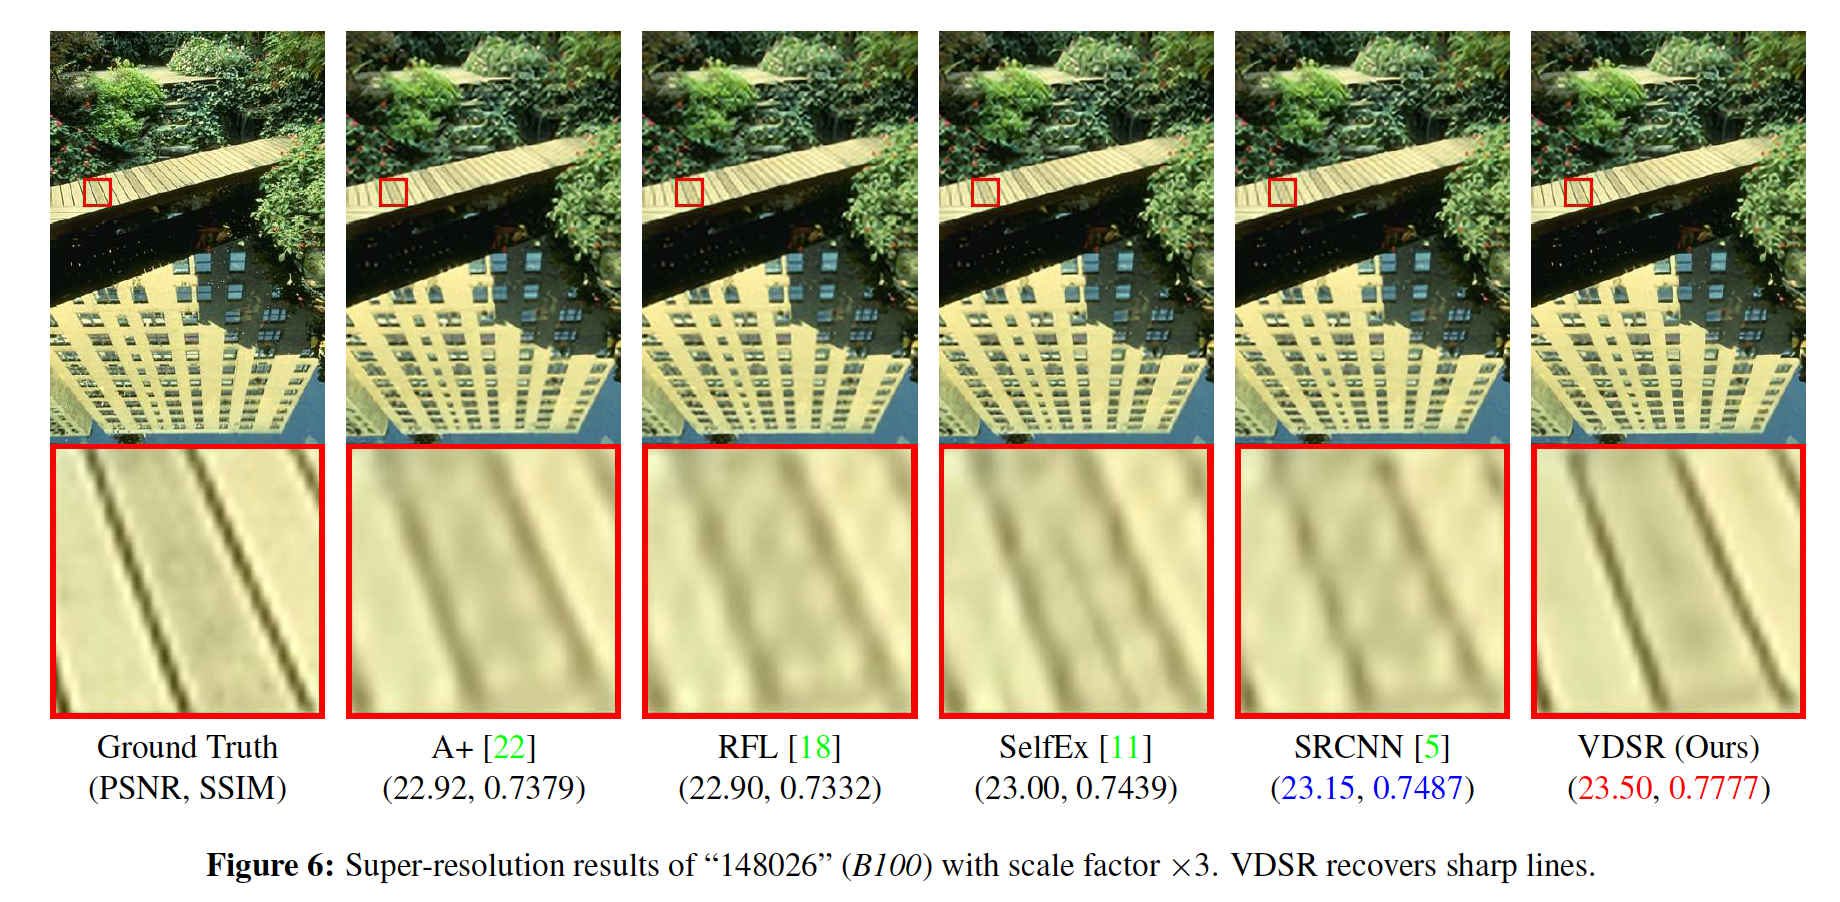 Ground Truth
(PSNR, SSIM)
A+ [22]
(22.92, 0.7379)
RFL [18]
(22.90, 0.7332)
SelfEx [11]
(23.00, 0.7439)
SRCNN [5]
(23.15, 0.7487)
VDSR (Ours)
(23.50, 0.7777)
Figure 6: Super-resolution results of “148026” (B100) with scale factor ×3. VDSR recovers sharp lines.